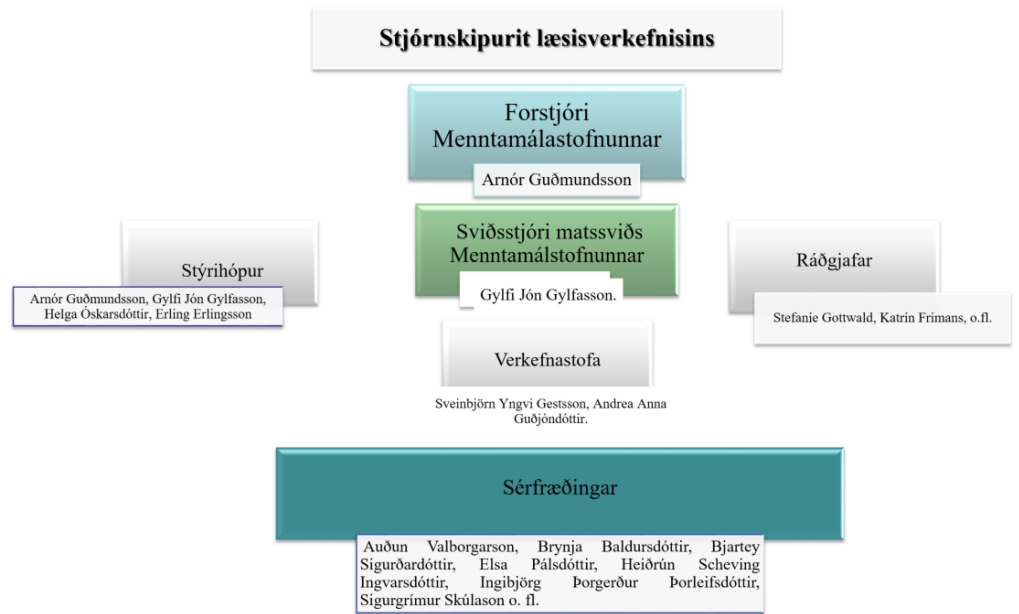 Stjórnskipurit læsisverkefnisins
Forstjóri
Menntamálastofnunnar
Arnór Guðmundsson
Sviðsstjóri matssviðs
Menntamálstofnunnar
Gylfi Jón Gylfasson.
Stýrihópur
Arnór Guðmundsson, Gylfi Jón Gylfasson,
Helga Óskarsdóttir, Erling Erlingsson
Ráðgjafar
Stefanie Gottwald, Katrín Frímans, o.fl.
Verkefnastofa
Sveinbjörn Yngvi Gestsson, Andrea Anna
Guðjóndóttir.
Sérfræðingar
Auðun Valborgarson, Brynja Baldursdóttir, Bjartey
Sigurðardóttir, Elsa Pálsdóttir, Heiðrún Scheving
Ingvarsdóttir, Ingibjörg Þorgerður Þorleifsdóttir,
Sigurgrímur Skúlason o. fl.